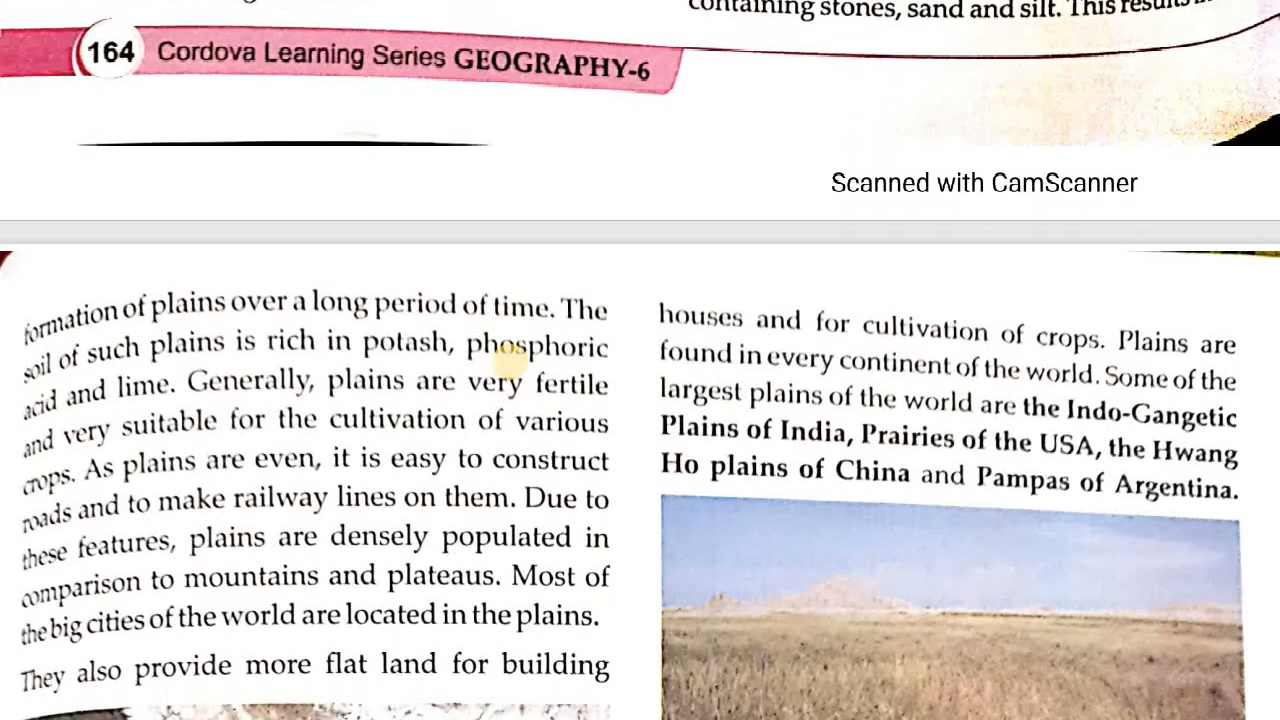 containing stones, sand and silt. This results
164 Cordova Learning Series GEOGRAPHY-6
Scanned with CamScanner
formation of plains over a long period of time. The
soil of such plains is rich in potash, phosphoric
acid and lime. Generally, plains are very fertile
and very suitable for the cultivation of various
crops. As plains are even, it is easy to construct
roads and to make railway lines on them. Due to
these features, plains are densely populated in
comparison to mountains and plateaus. Most of
the big cities of the world are located in the plains.
They also provide more flat land for building
houses and for cultivation of crops. Plains are
found in every continent of the world. Some of the
largest plains of the world are the Indo-Gangetic
Plains of India, Prairies of the USA, the Hwang
Ho plains of China and Pampas of Argentina.